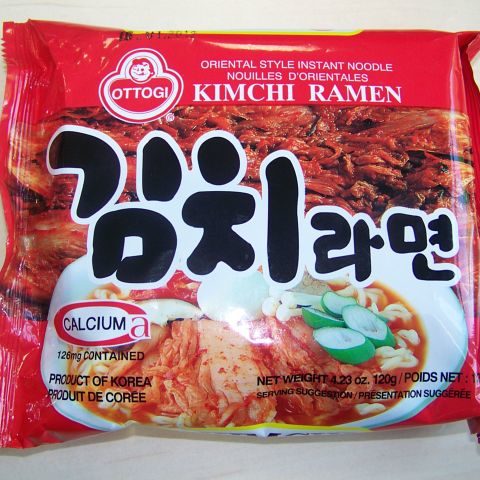 ORIENTAL STYLE INSTANT NOODLE
NOUILLES D'ORIENTALES
OTTOGI
®
KIMCHI RAMEN
김치라면
CALCIUM a
126mg CONTAINED
PRODUCT OF KOREA
PRODUIT DE CORÉE
NET WEIGHT 4.23 oz. 120g / POIDS NET :
SERVING SUGGESTION / PRÉSENTATION SUGGÉRÉE